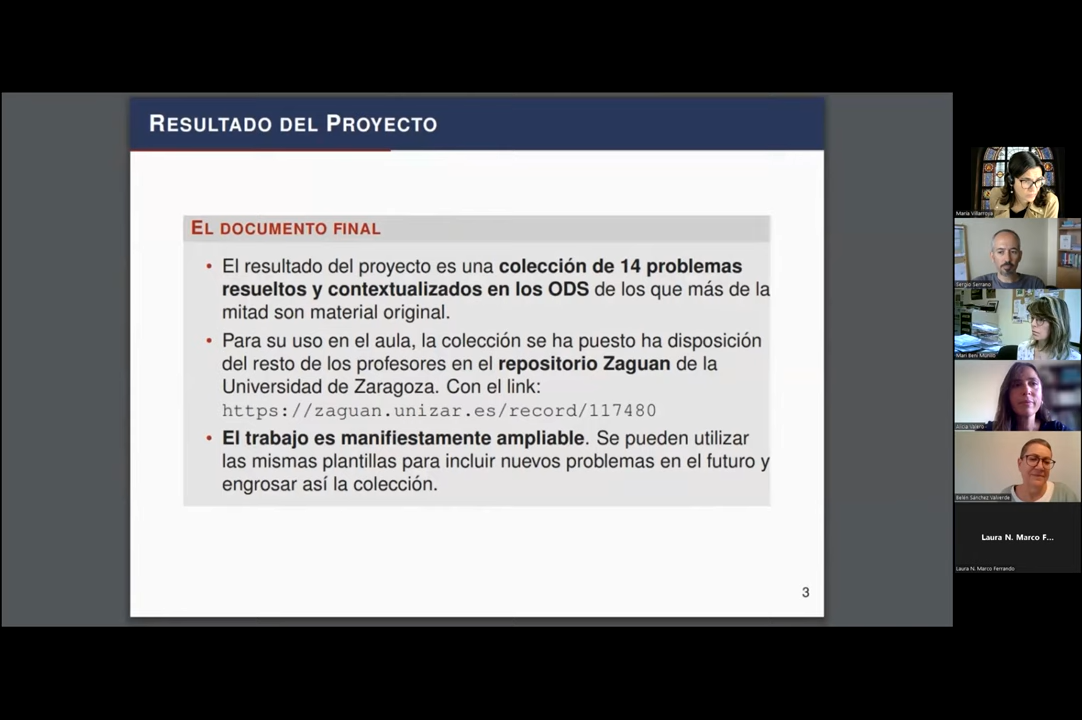 RESULTADO DEL PROYECTO
EL DOCUMENTO FINAL
• El resultado del proyecto es una colección de 14 problemas
resueltos y contextualizados en los ODS de los que más de la
mitad son material original.
• Para su uso en el aula, la colección se ha puesto ha disposición
del resto de los profesores en el repositorio Zaguan de la
Universidad de Zaragoza. Con el link:
https://zaguan.unizar.es/record/117480
• El trabajo es manifiestamente ampliable. Se pueden utilizar
las mismas plantillas para incluir nuevos problemas en el futuro y
engrosar así la colección.
3
María Villarroya
Sergio Serrano
Mari Beni Murillo
Alicia Valero
Belén Sánchez Valverde
Laura N. Marco F...
Laura N. Marco Ferrando